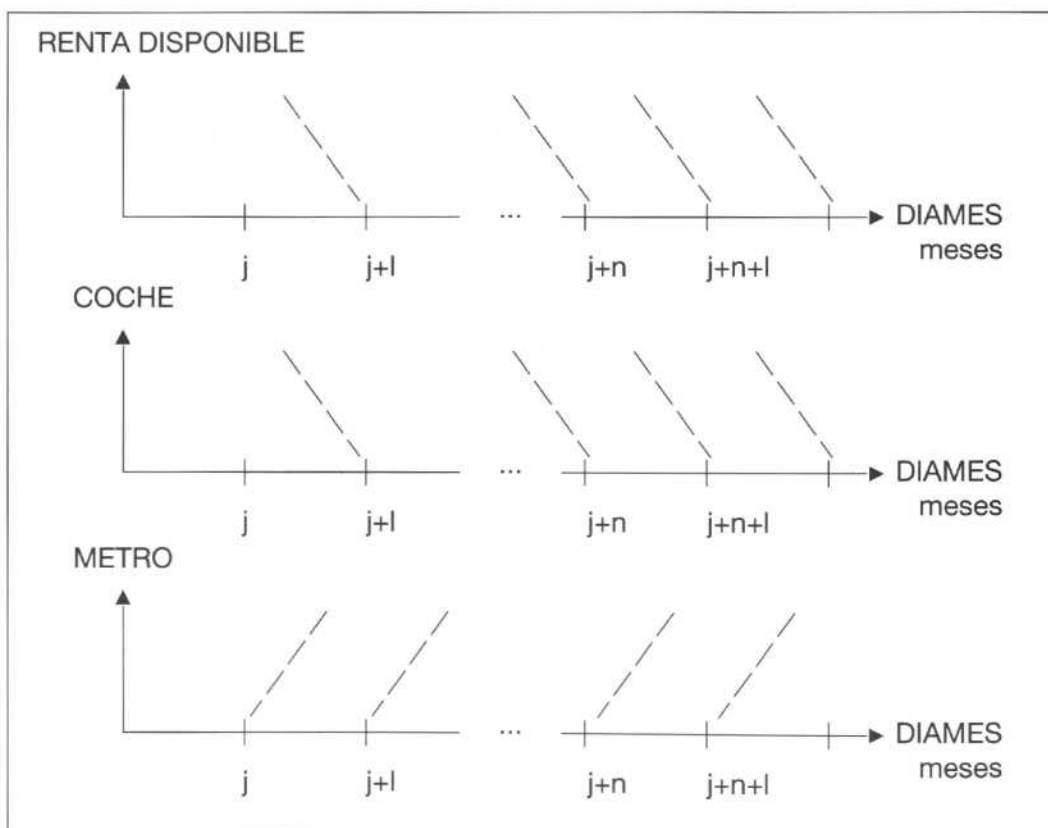 RENTA DISPONIBLE
...
DIAMES
meses
j j+l j+n j+n+l
COCHE
...
DIAMES
meses
j j+l j+n j+n+l
METRO
...
DIAMES
meses
j j+l j+n j+n+l